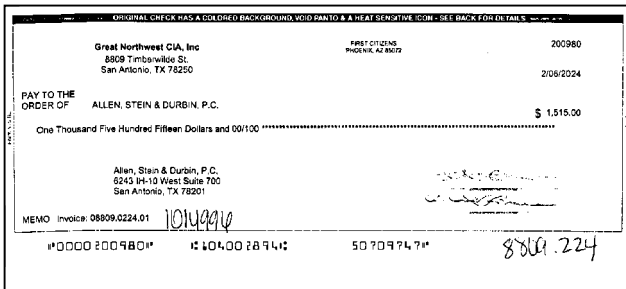 ORIGINAL CHECK HAS A COLORED BACKGROUND, VOID PANTO & A HEAT SENSITIVE ICON - SEE BACK FOR DETAILS
Great Northwest CIA, Inc
8809 Timberwilde St.
San Antonio, TX 78250
FIRST CITIZENS
PHOENIX, AZ 85072
200980
2/06/2024
PAY TO THE
ORDER OF ALLEN, STEIN & DURBIN, P.C.
$ 1,515.00
One Thousand Five Hundred Fifteen Dollars and 00/100
Allen, Stein & Durbin, P.C.
6243 IH-10 West Suite 700
San Antonio, TX 78201
MEMO Invoice: 08809.0224.01 1014996
⑈0000200980⑈ ⑆104002894⑆ 50709747⑈
8809.224